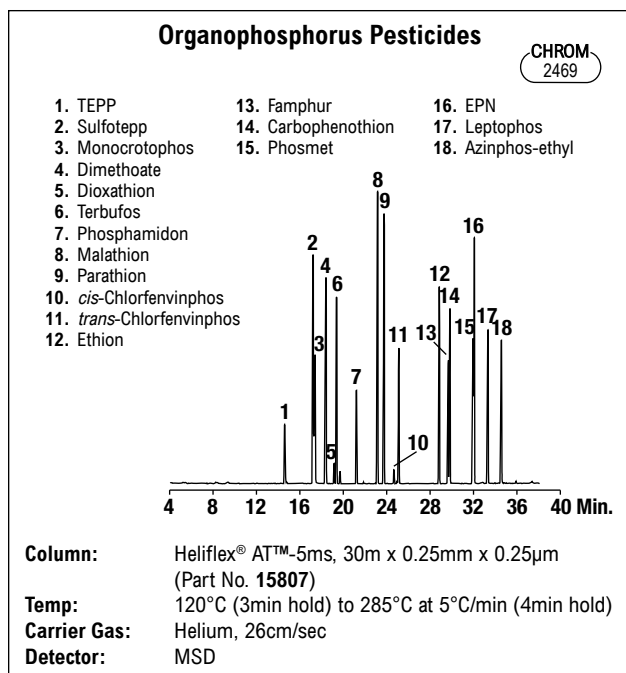 Organophosphorus Pesticides
CHROM
2469
1. TEPP
2. Sulfotepp
3. Monocrotophos
4. Dimethoate
5. Dioxathion
6. Terbufos
7. Phosphamidon
8. Malathion
9. Parathion
10. cis-Chlorfenvinphos
11. trans-Chlorfenvinphos
12. Ethion
13. Famphur
14. Carbophenothion
15. Phosmet
16. EPN
17. Leptophos
18. Azinphos-ethyl
1
2
3
4
5
6
7
8
9
10
11
12
13
14
15
16
17
18
4 8 12 16 20 24 28 32 36 40 Min.
Column: Heliflex® AT™-5ms, 30m x 0.25mm x 0.25µm
(Part No. 15807)
Temp: 120°C (3min hold) to 285°C at 5°C/min (4min hold)
Carrier Gas: Helium, 26cm/sec
Detector: MSD